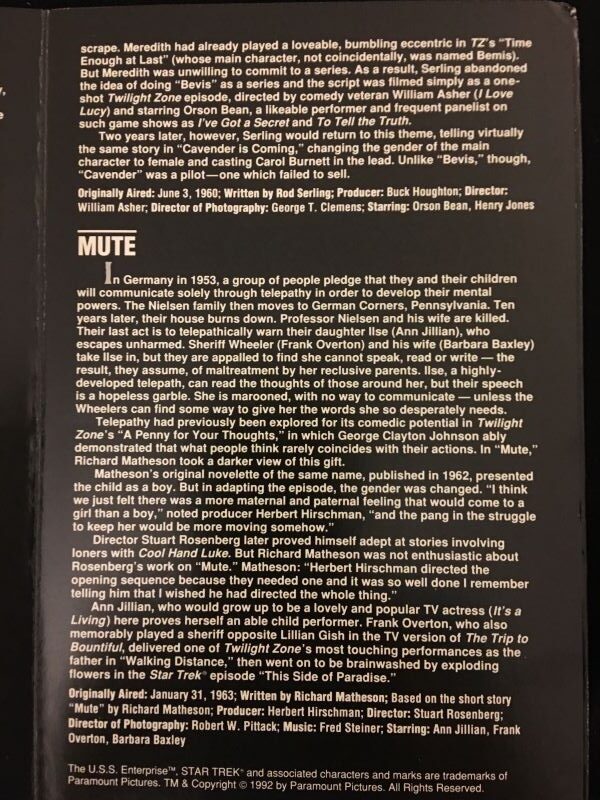 scrape. Meredith had already played a loveable, bumbling eccentric in TZ's "Time
Enough at Last" (whose main character, not coincidentally, was named Bemis).
But Meredith was unwilling to commit to a series. As a result, Serling abandoned
the idea of doing "Bevis" as a series and the script was filmed simply as a one-
shot Twilight Zone episode, directed by comedy veteran William Asher (I Love
Lucy) and starring Orson Bean, a likeable performer and frequent panelist on
such game shows as I've Got a Secret and To Tell the Truth.
Two years later, however, Serling would return to this theme, telling virtually
the same story in "Cavender is Coming," changing the gender of the main
character to female and casting Carol Burnett in the lead. Unlike "Bevis," though,
"Cavender" was a pilot—one which failed to sell.
Originally Aired: June 3, 1960; Written by Rod Serling; Producer: Buck Houghton; Director:
William Asher; Director of Photography: George T. Clemens; Starring: Orson Bean, Henry Jones
MUTE
In Germany in 1953, a group of people pledge that they and their children
will communicate solely through telepathy in order to develop their mental
powers. The Nielsen family then moves to German Corners, Pennsylvania. Ten
years later, their house burns down. Professor Nielsen and his wife are killed.
Their last act is to telepathically warn their daughter Ilse (Ann Jillian), who
escapes unharmed. Sheriff Wheeler (Frank Overton) and his wife (Barbara Baxley)
take Ilse in, but they are appalled to find she cannot speak, read or write — the
result, they assume, of maltreatment by her reclusive parents. Ilse, a highly-
developed telepath, can read the thoughts of those around her, but their speech
is a hopeless garble. She is marooned, with no way to communicate — unless the
Wheelers can find some way to give her the words she so desperately needs.
Telepathy had previously been explored for its comedic potential in Twilight
Zone's "A Penny for Your Thoughts," in which George Clayton Johnson ably
demonstrated that what people think rarely coincides with their actions. In "Mute,"
Richard Matheson took a darker view of this gift.
Matheson's original novelette of the same name, published in 1962, presented
the child as a boy. But in adapting the episode, the gender was changed. "I think
we just felt there was a more maternal and paternal feeling that would come to a
girl than a boy," noted producer Herbert Hirschman, "and the pang in the struggle
to keep her would be more moving somehow."
Director Stuart Rosenberg later proved himself adept at stories involving
loners with Cool Hand Luke. But Richard Matheson was not enthusiastic about
Rosenberg's work on "Mute." Matheson: "Herbert Hirschman directed the
opening sequence because they needed one and it was so well done I remember
telling him that I wished he had directed the whole thing."
Ann Jillian, who would grow up to be a lovely and popular TV actress (It's a
Living) here proves herself an able child performer. Frank Overton, who also
memorably played a sheriff opposite Lillian Gish in the TV version of The Trip to
Bountiful, delivered one of Twilight Zone's most touching performances as the
father in "Walking Distance," then went on to be brainwashed by exploding
flowers in the Star Trek® episode "This Side of Paradise."
Originally Aired: January 31, 1963; Written by Richard Matheson; Based on the short story
"Mute" by Richard Matheson; Producer: Herbert Hirschman; Director: Stuart Rosenberg;
Director of Photography: Robert W. Pittack; Music: Fred Steiner; Starring: Ann Jillian, Frank
Overton, Barbara Baxley
The U.S.S. Enterprise™, STAR TREK® and associated characters and marks are trademarks of
Paramount Pictures. TM & Copyright © 1992 by Paramount Pictures. All Rights Reserved.